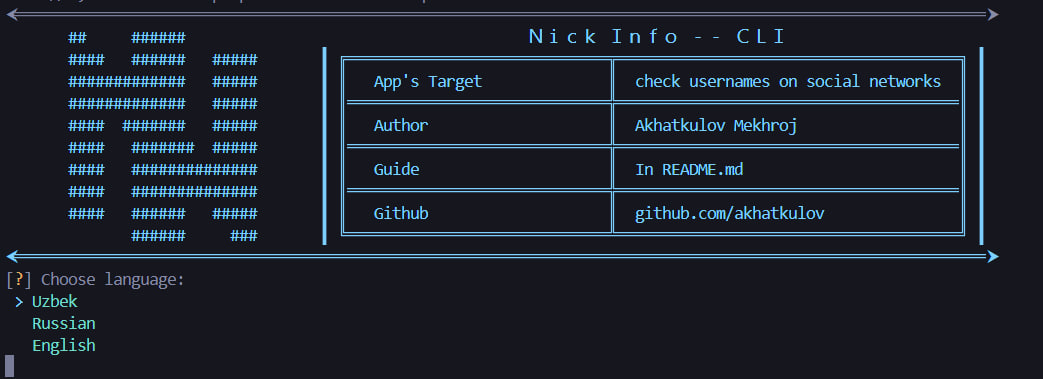 Nick Info -- CLI
App's Target check usernames on social networks
Author Akhatkulov Mekhroj
Guide In README.md
Github github.com/akhatkulov
[?] Choose language:
> Uzbek
Russian
English